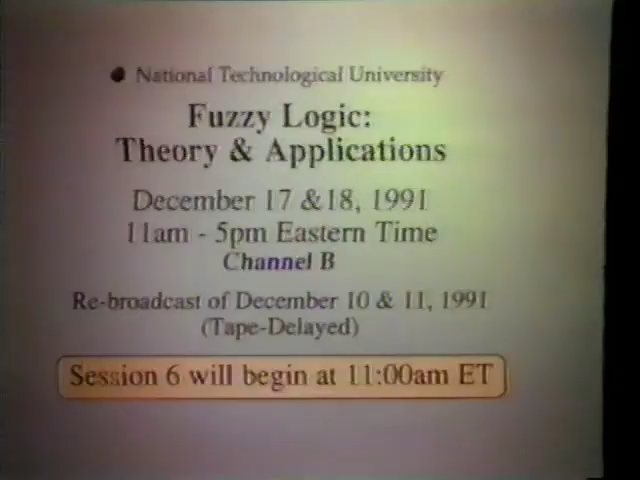 National Technological University
Fuzzy Logic:
Theory & Applications
December 17 & 18, 1991
11am - 5pm Eastern Time
Channel B
Re-broadcast of December 10 & 11, 1991
(Tape-Delayed)
Session 6 will begin at 11:00am ET